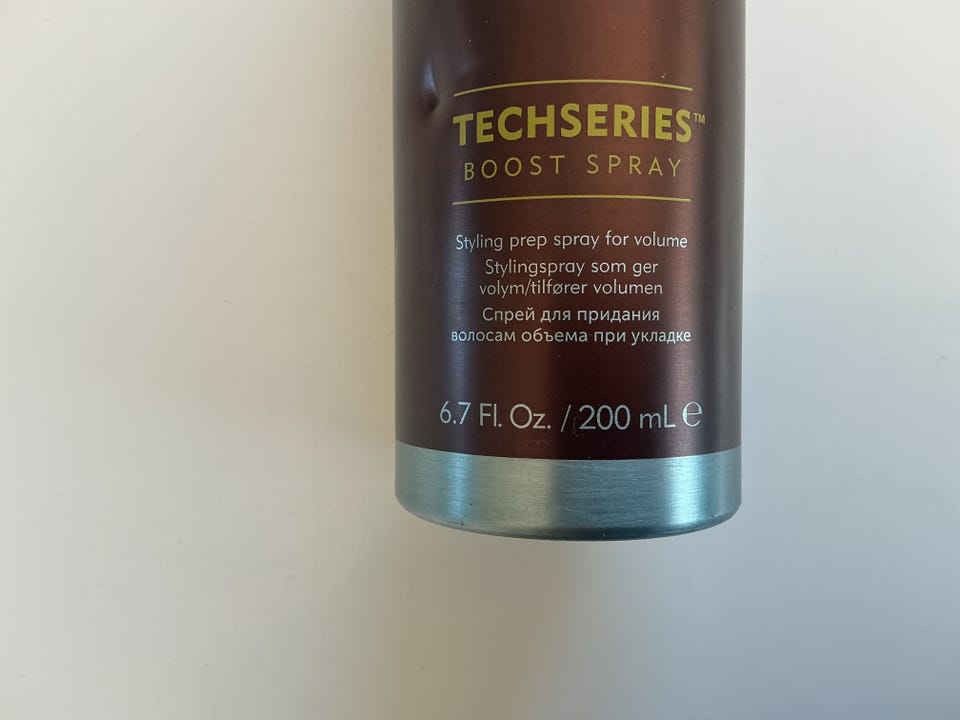 TECHSERIES™
BOOST SPRAY
Styling prep spray for volume
Stylingspray som ger
volym/tilfører volumen
Спрей для придания
волосам объема при укладке
6.7 Fl. Oz. / 200 mL ℮